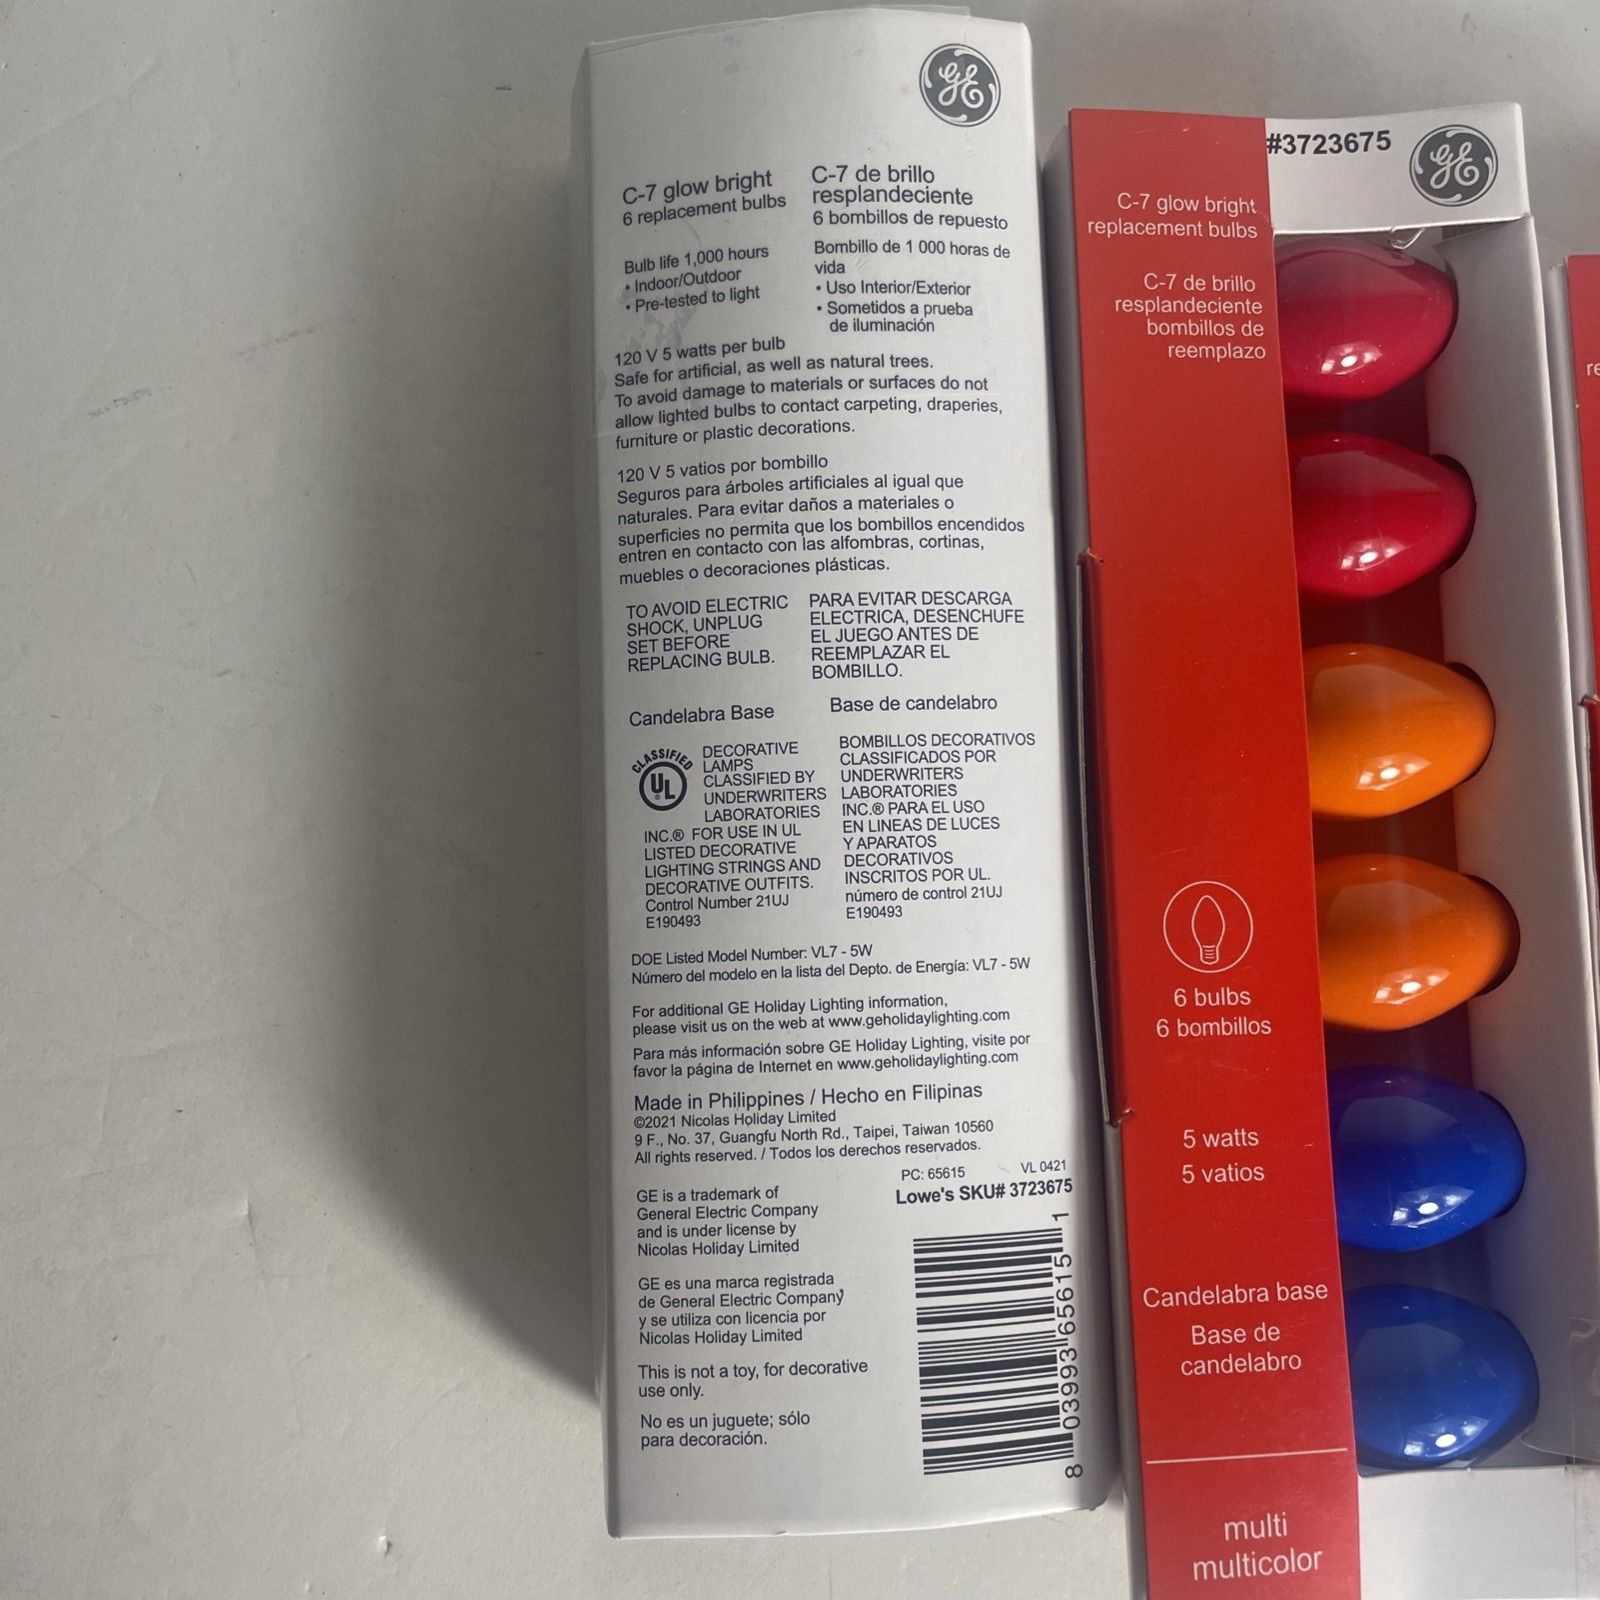 GE
C-7 glow bright
6 replacement bulbs
C-7 de brillo
resplandeciente
6 bombillos de repuesto
Bulb life 1,000 hours
• Indoor/Outdoor
• Pre-tested to light
Bombillo de 1 000 horas de
vida
• Uso Interior/Exterior
• Sometidos a prueba
de iluminación
120 V 5 watts per bulb
Safe for artificial, as well as natural trees.
To avoid damage to materials or surfaces do not
allow lighted bulbs to contact carpeting, draperies,
furniture or plastic decorations.
120 V 5 vatios por bombillo
Seguros para árboles artificiales al igual que
naturales. Para evitar daños a materiales o
superficies no permita que los bombillos encendidos
entren en contacto con las alfombras, cortinas,
muebles o decoraciones plásticas.
TO AVOID ELECTRIC
SHOCK, UNPLUG
SET BEFORE
REPLACING BULB.
PARA EVITAR DESCARGA
ELECTRICA, DESENCHUFE
EL JUEGO ANTES DE
REEMPLAZAR EL
BOMBILLO.
Candelabra Base
Base de candelabro
CLASSIFIED
UL
DECORATIVE
LAMPS
CLASSIFIED BY
UNDERWRITERS
LABORATORIES
INC.® FOR USE IN UL
LISTED DECORATIVE
LIGHTING STRINGS AND
DECORATIVE OUTFITS.
Control Number 21UJ
E190493
BOMBILLOS DECORATIVOS
CLASSIFICADOS POR
UNDERWRITERS
LABORATORIES
INC.® PARA EL USO
EN LINEAS DE LUCES
Y APARATOS
DECORATIVOS
INSCRITOS POR UL.
número de control 21UJ
E190493
DOE Listed Model Number: VL7 - 5W
Número del modelo en la lista del Depto. de Energía: VL7 - 5W
For additional GE Holiday Lighting information,
please visit us on the web at www.geholidaylighting.com
Para más información sobre GE Holiday Lighting, visite por
favor la página de Internet en www.geholidaylighting.com
Made in Philippines / Hecho en Filipinas
©2021 Nicolas Holiday Limited
9 F., No. 37, Guangfu North Rd., Taipei, Taiwan 10560
All rights reserved. / Todos los derechos reservados.
PC: 65615 VL 0421
Lowe's SKU# 3723675
GE is a trademark of
General Electric Company
and is under license by
Nicolas Holiday Limited
GE es una marca registrada
de General Electric Company
y se utiliza con licencia por
Nicolas Holiday Limited
This is not a toy, for decorative
use only.
No es un juguete; sólo
para decoración.
8 03993 65615 1
#3723675
GE
C-7 glow bright
replacement bulbs
C-7 de brillo
resplandeciente
bombillos de
reemplazo
6 bulbs
6 bombillos
5 watts
5 vatios
Candelabra base
Base de
candelabro
multi
multicolor
re